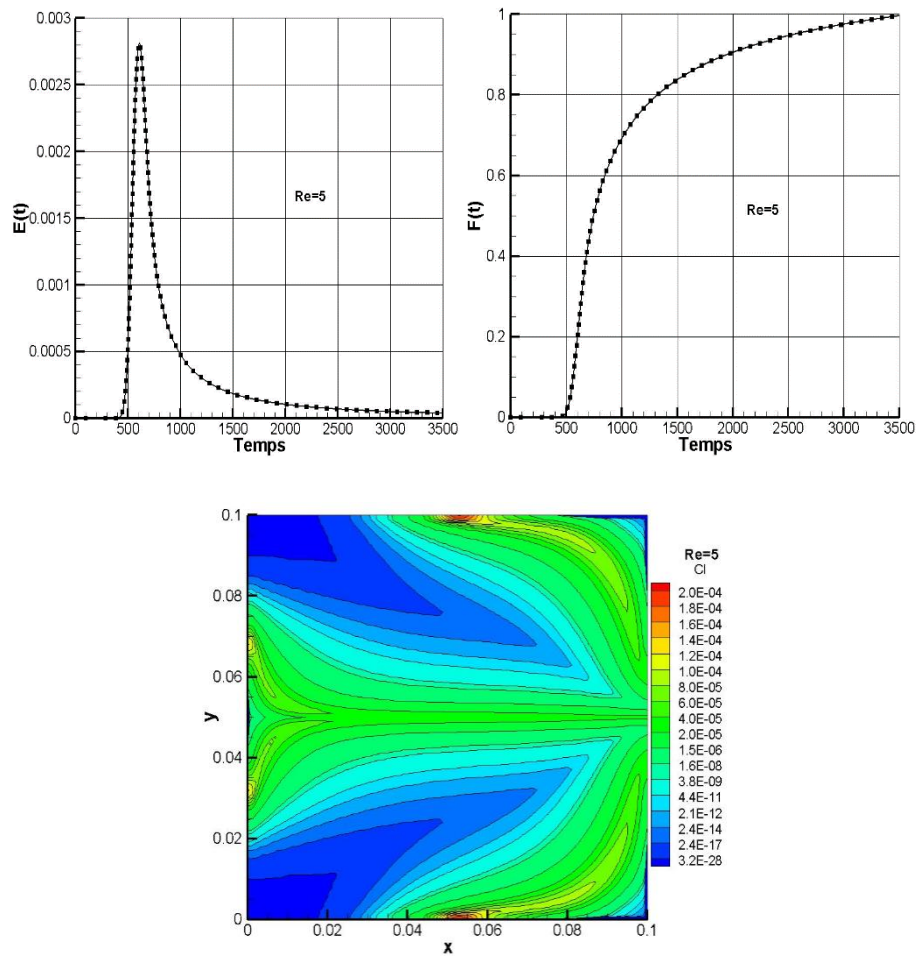 0.003
0.0025
0.002
0.0015
0.001
0.0005
0
E(t)
Re=5
0 500 1000 1500 2000 2500 3000 3500
Temps
1
0.8
0.6
0.4
0.2
0
F(t)
Re=5
0 500 1000 1500 2000 2500 3000 3500
Temps
0.1
0.08
0.06
0.04
0.02
0
y
0 0.02 0.04 0.06 0.08 0.1
x
Re=5
Cl
2.0E-04
1.8E-04
1.6E-04
1.4E-04
1.2E-04
1.0E-04
8.0E-05
6.0E-05
4.0E-05
2.0E-05
1.5E-06
1.6E-08
3.8E-09
4.4E-11
2.1E-12
2.4E-14
2.4E-17
3.2E-28